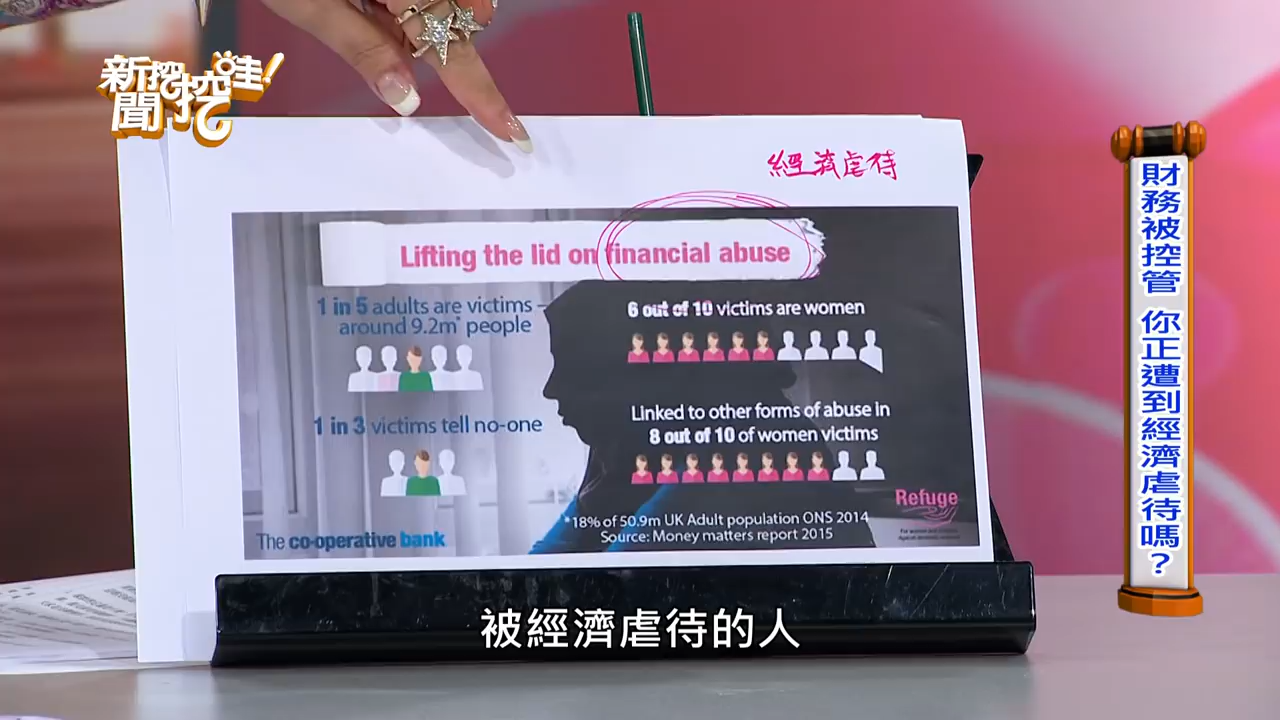 新聞挖挖哇!
經濟虐待
Lifting the lid on financial abuse
1 in 5 adults are victims –
around 9.2m* people
6 out of 10 victims are women
1 in 3 victims tell no-one
Linked to other forms of abuse in
8 out of 10 of women victims
Refuge
*18% of 50.9m UK Adult population ONS 2014
Source: Money matters report 2015
The co-operative bank
財務被控管 你正遭到經濟虐待嗎?
被經濟虐待的人